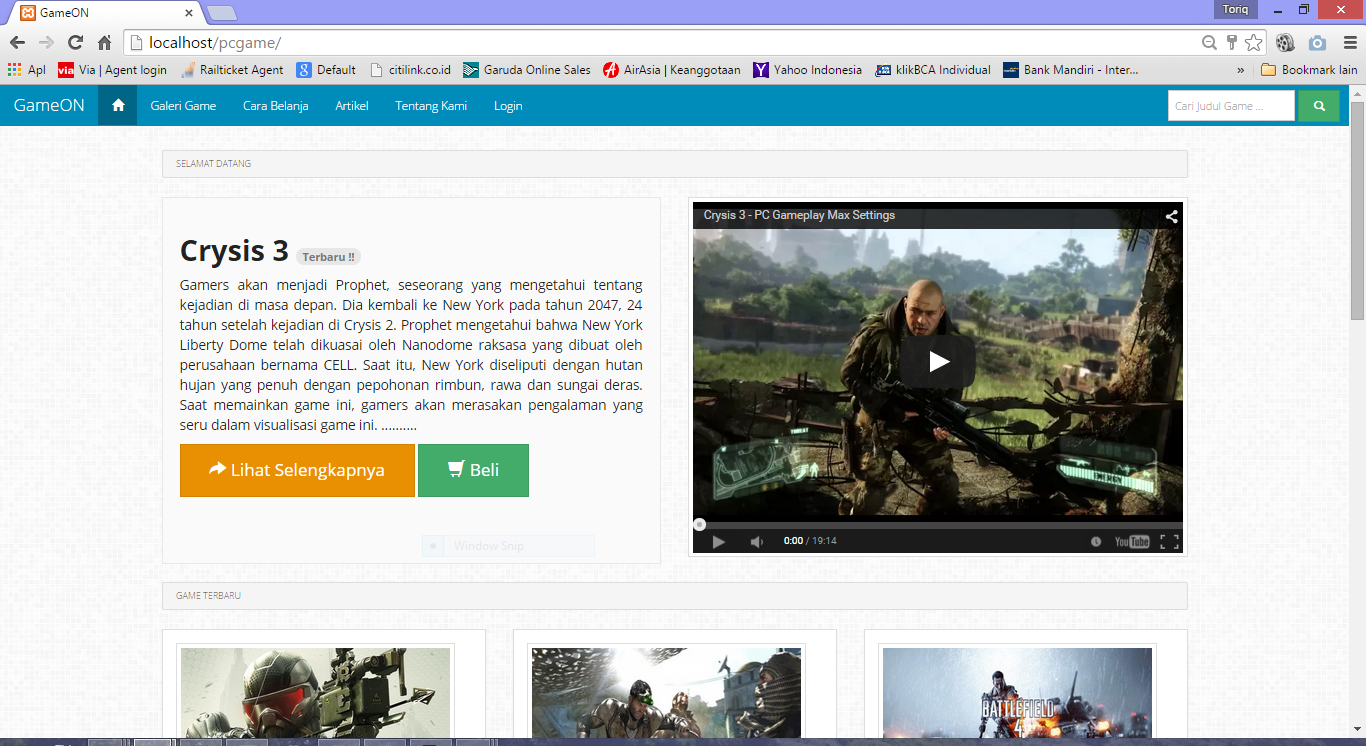 GameON
Toriq
localhost/pcgame/
Apl
via Via | Agent login
Railticket Agent
8 Default
citilink.co.id
Garuda Online Sales
AirAsia | Keanggotaan
Yahoo Indonesia
klikBCA Individual
Bank Mandiri - Inter...
»
Bookmark lain
GameON
Galeri Game
Cara Belanja
Artikel
Tentang Kami
Login
Cari Judul Game ...
SELAMAT DATANG
Crysis 3 Terbaru !!
Gamers akan menjadi Prophet, seseorang yang mengetahui tentang
kejadian di masa depan. Dia kembali ke New York pada tahun 2047, 24
tahun setelah kejadian di Crysis 2. Prophet mengetahui bahwa New York
Liberty Dome telah dikuasai oleh Nanodome raksasa yang dibuat oleh
perusahaan bernama CELL. Saat itu, New York diseliputi dengan hutan
hujan yang penuh dengan pepohonan rimbun, rawa dan sungai deras.
Saat memainkan game ini, gamers akan merasakan pengalaman yang
seru dalam visualisasi game ini. ..........
Lihat Selengkapnya
Beli
Window Snip
Crysis 3 - PC Gameplay Max Settings
THREAT
0:00 / 19:14
YouTube
GAME TERBARU
BATTLEFIELD
4